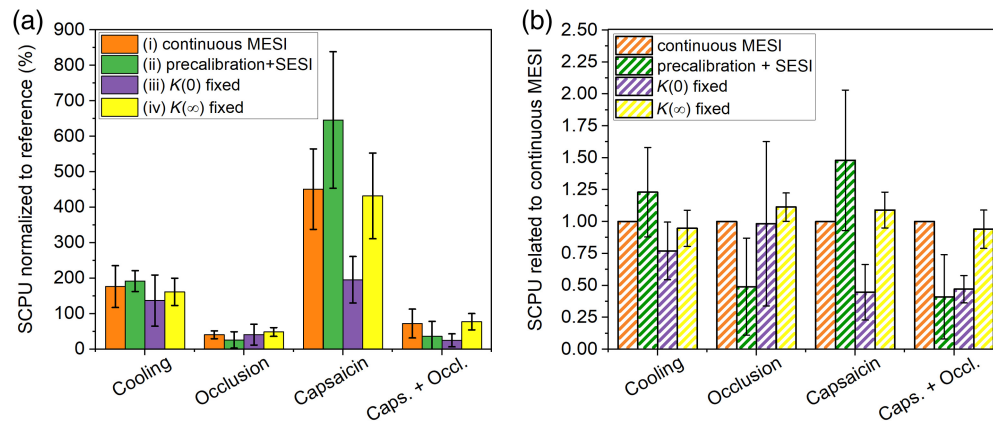 (a)
SCPU normalized to reference (%)
900
800
700
600
500
400
300
200
100
0
(i) continuous MESI
(ii) precalibration+SESI
(iii) K(0) fixed
(iv) K(∞) fixed
Cooling
Occlusion
Capsaicin
Caps. + Occl.
(b)
SCPU related to continuous MESI
2.50
2.25
2.00
1.75
1.50
1.25
1.00
0.75
0.50
0.25
0.00
continuous MESI
precalibration + SESI
K(0) fixed
K(∞) fixed
Cooling
Occlusion
Capsaicin
Caps. + Occl.